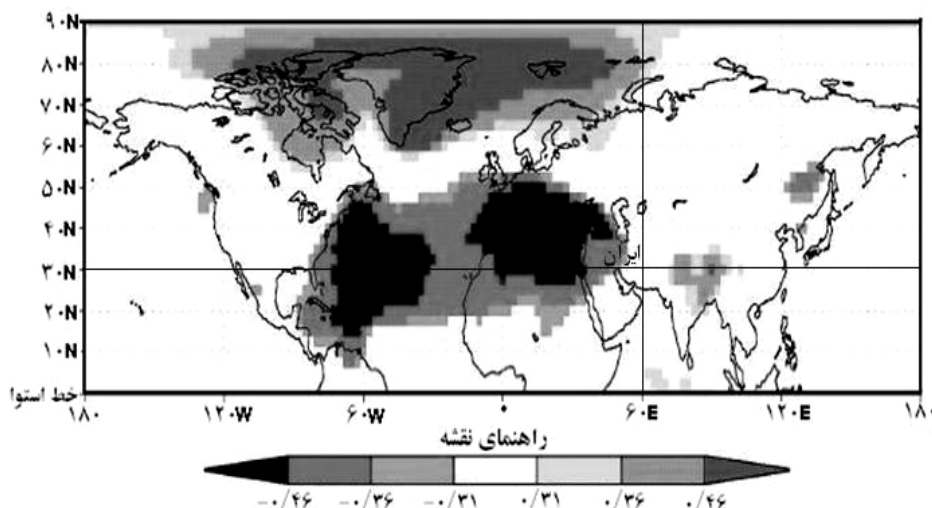 ۹۰N
۸۰N
۷۰N
۶۰N
۵۰N
۴۰N
ایران
۳۰N
۲۰N
۱۰N
خط استوا
۱۸۰ ۱۲۰W ۶۰W ۰ ۶۰E ۱۲۰E ۱۸۰
راهنمای نقشه
-۰/۴۶ -۰/۳۶ -۰/۳۱ ۰/۳۱ ۰/۳۶ ۰/۴۶